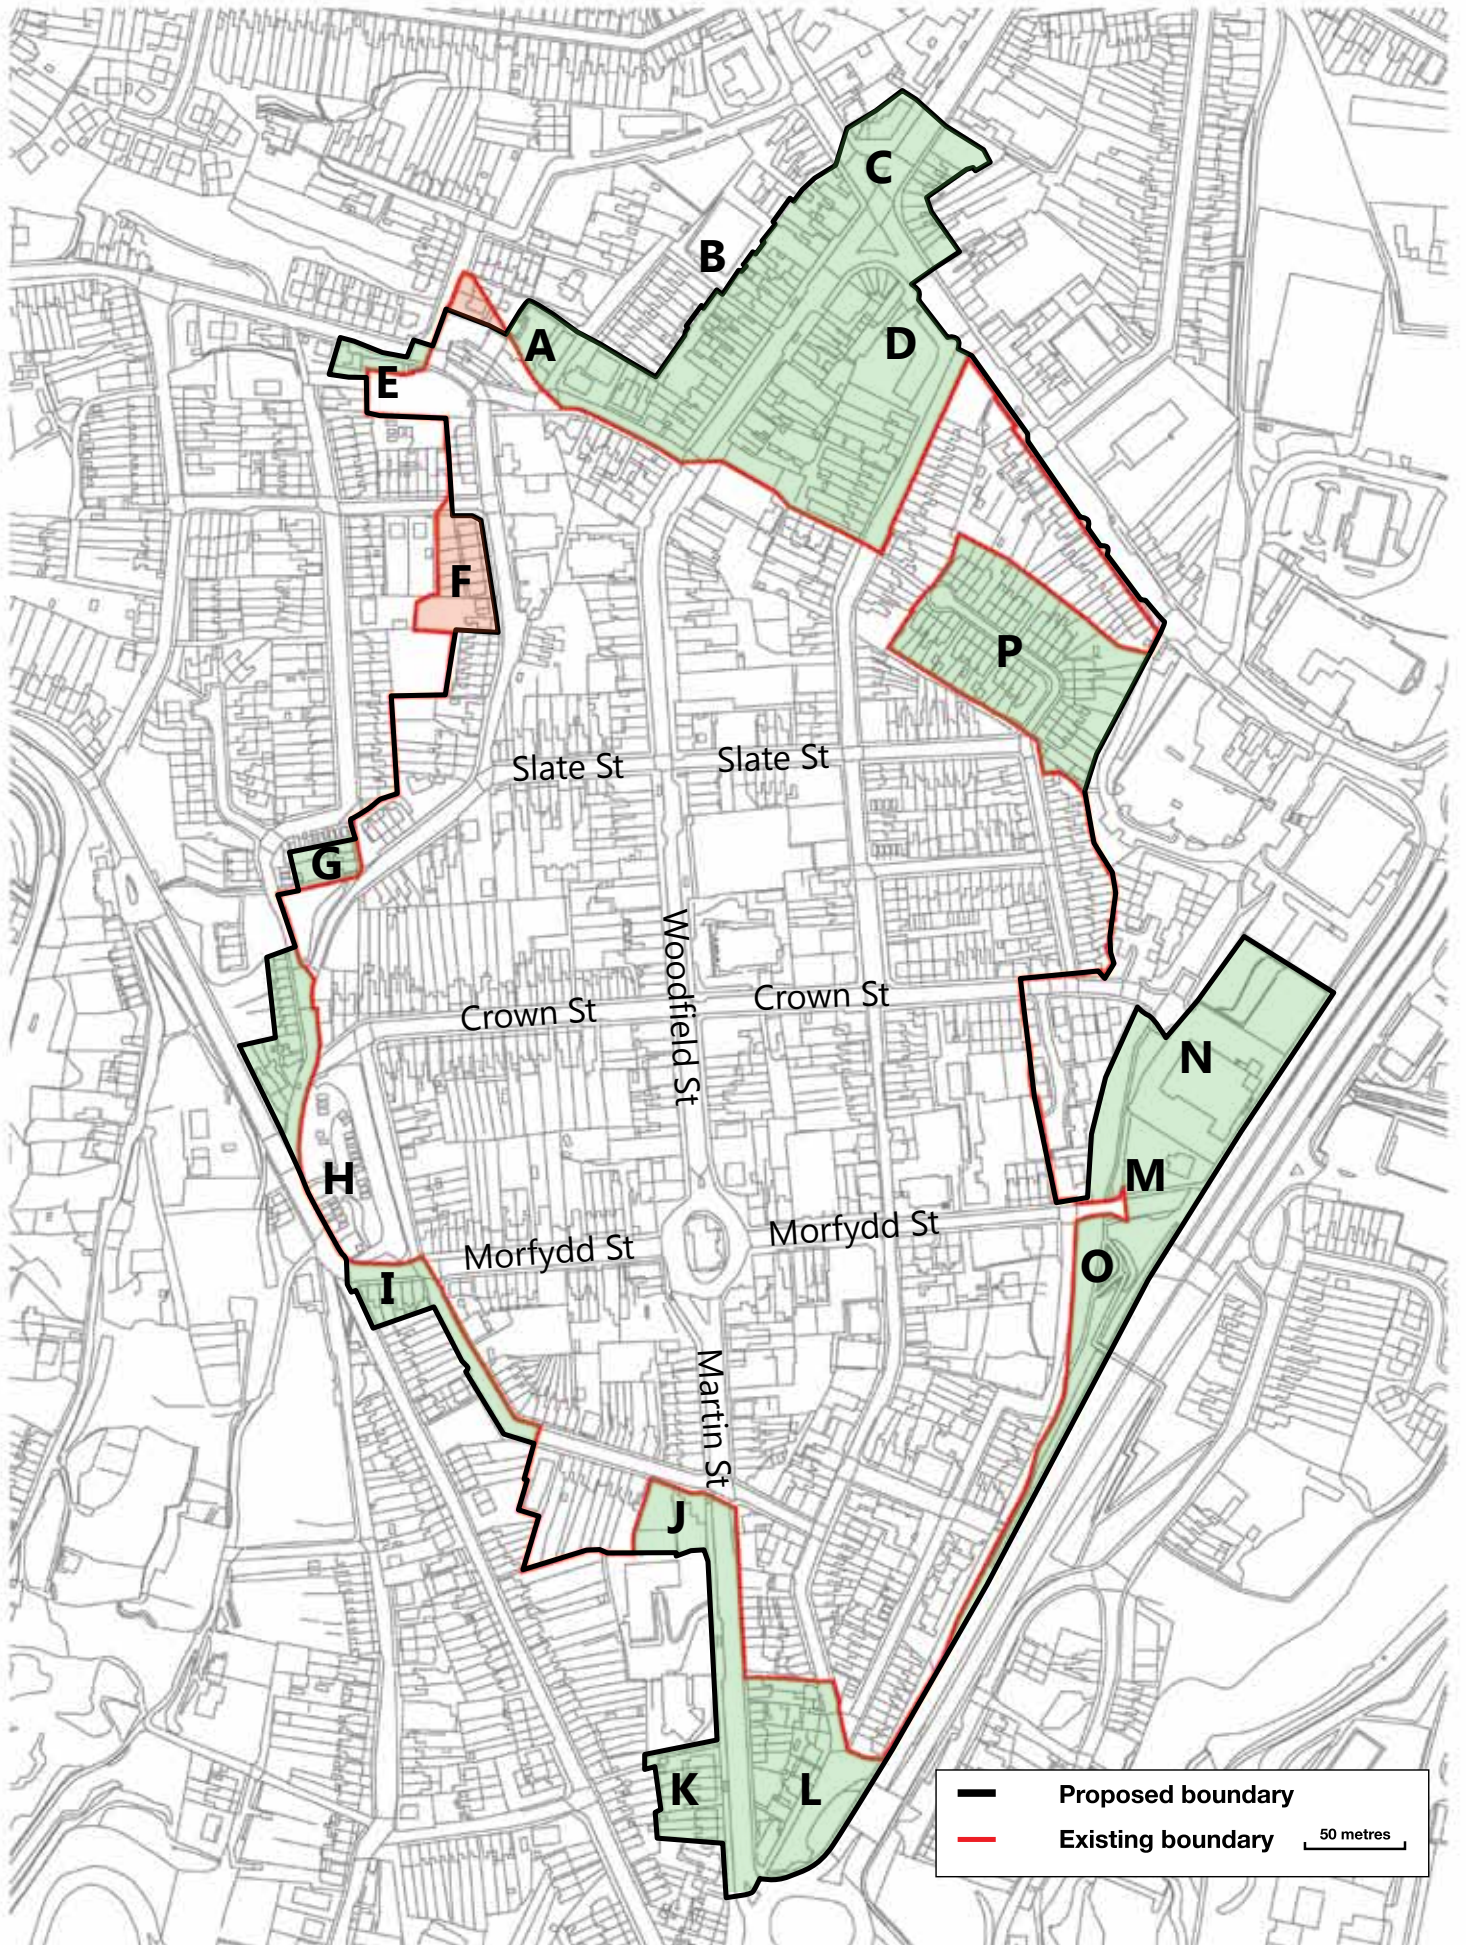 C
B
A
D
E
F
P
Slate St
Slate St
G
Woodfield St
Crown St
Crown St
N
H
M
Morfydd St
Morfydd St
O
I
Martin St
J
K
L
Proposed boundary
Existing boundary
50 metres